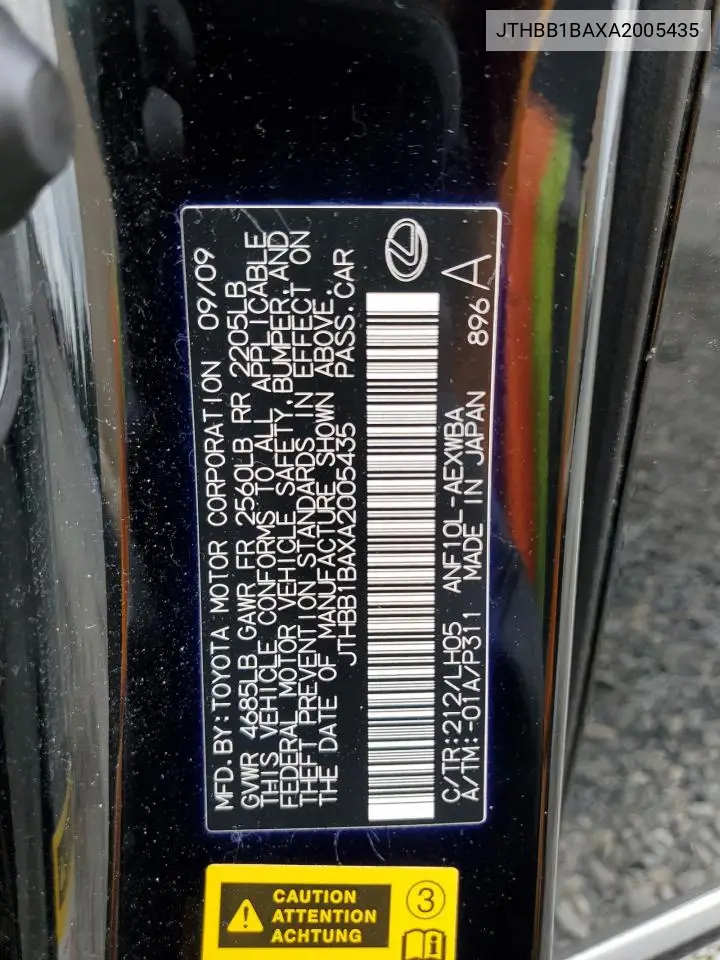 JTHBB1BAXA2005435
MFD.BY:TOYOTA MOTOR CORPORATION 09/09
GVWR 4685LB GAWR FR 2560LB RR 2205LB
THIS VEHICLE CONFORMS TO ALL APPLICABLE
FEDERAL MOTOR VEHICLE SAFETY,BUMPER,AND
THEFT PREVENTION STANDARDS IN EFFECT ON
THE DATE OF MANUFACTURE SHOWN ABOVE.
JTHBB1BAXA2005435 PASS.CAR
C/TR:212/LH05 ANF10L-AEXWBA
A/TM:-01A/P311 MADE IN JAPAN 896 A
CAUTION
ATTENTION
ACHTUNG
3